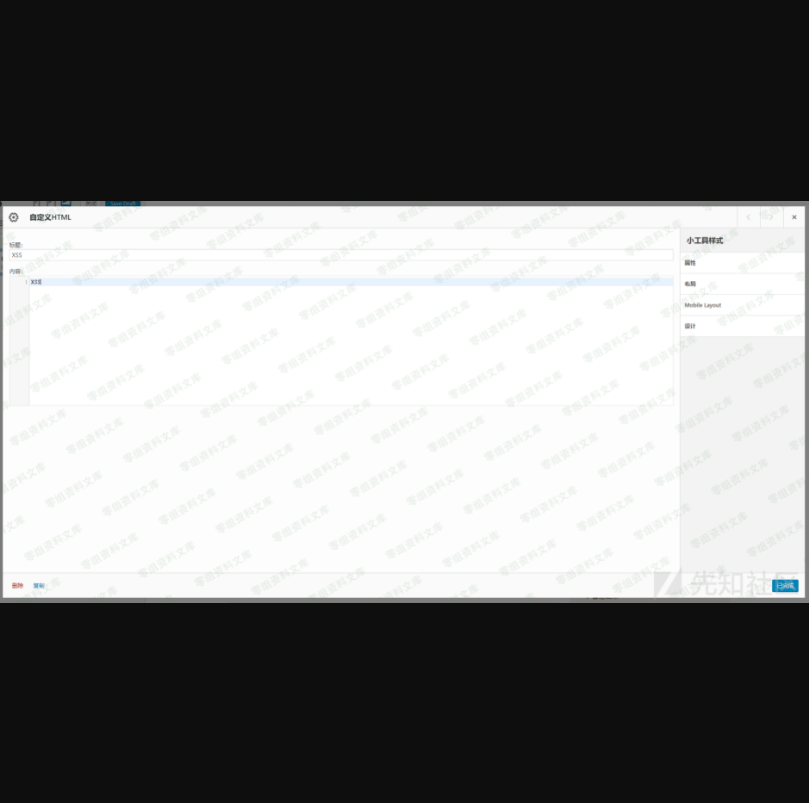 Save Draft
自定义HTML
标题:
XSS
内容:
1 XSS
小工具样式
属性
布局
Mobile Layout
设计
删除 复制
已完成
先知社区
零组资料文库